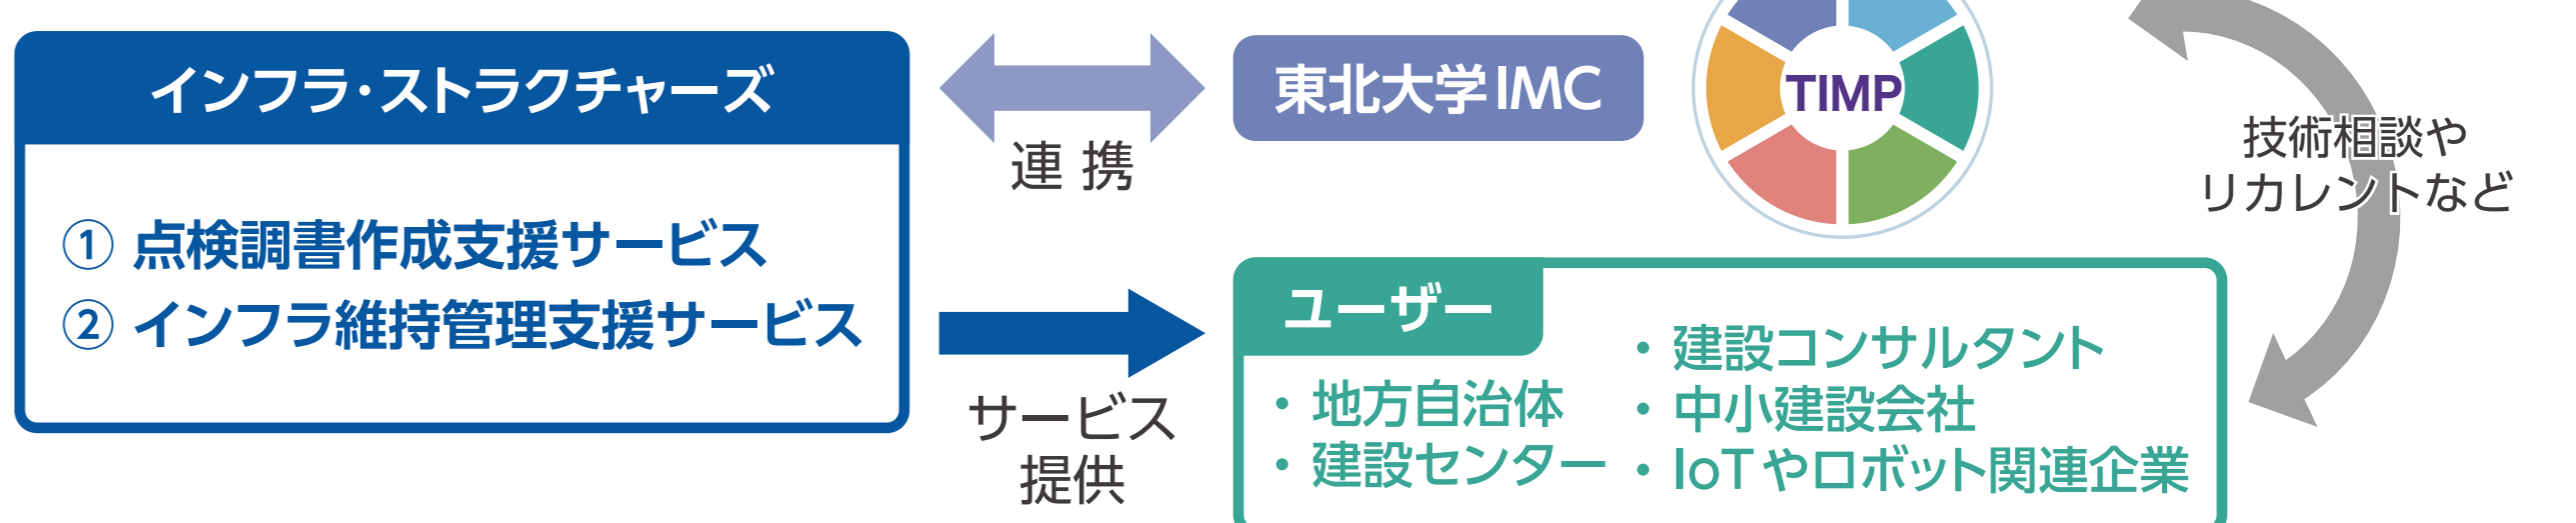 インフラ・ストラクチャーズ
① 点検調書作成支援サービス
② インフラ維持管理支援サービス
連携
東北大学IMC
TIMP
技術相談や
リカレントなど
サービス
提供
ユーザー
・地方自治体
・建設センター
・建設コンサルタント
・中小建設会社
・IoTやロボット関連企業